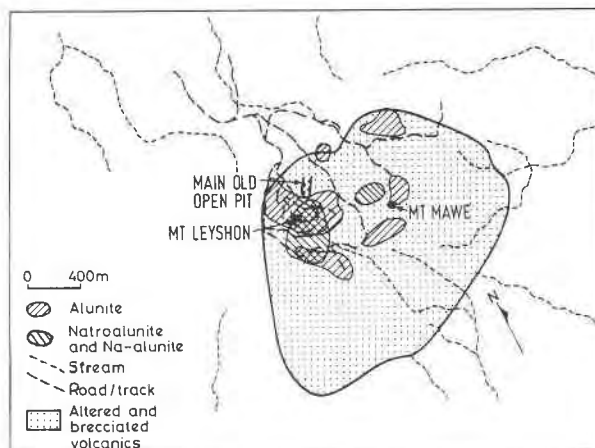 MAIN OLD
OPEN PIT
MT LEYSHON
MT MAWE
N
0 400m
Alunite
Natroalunite
and Na-alunite
Stream
Road/track
Altered and
brecciated
volcanics